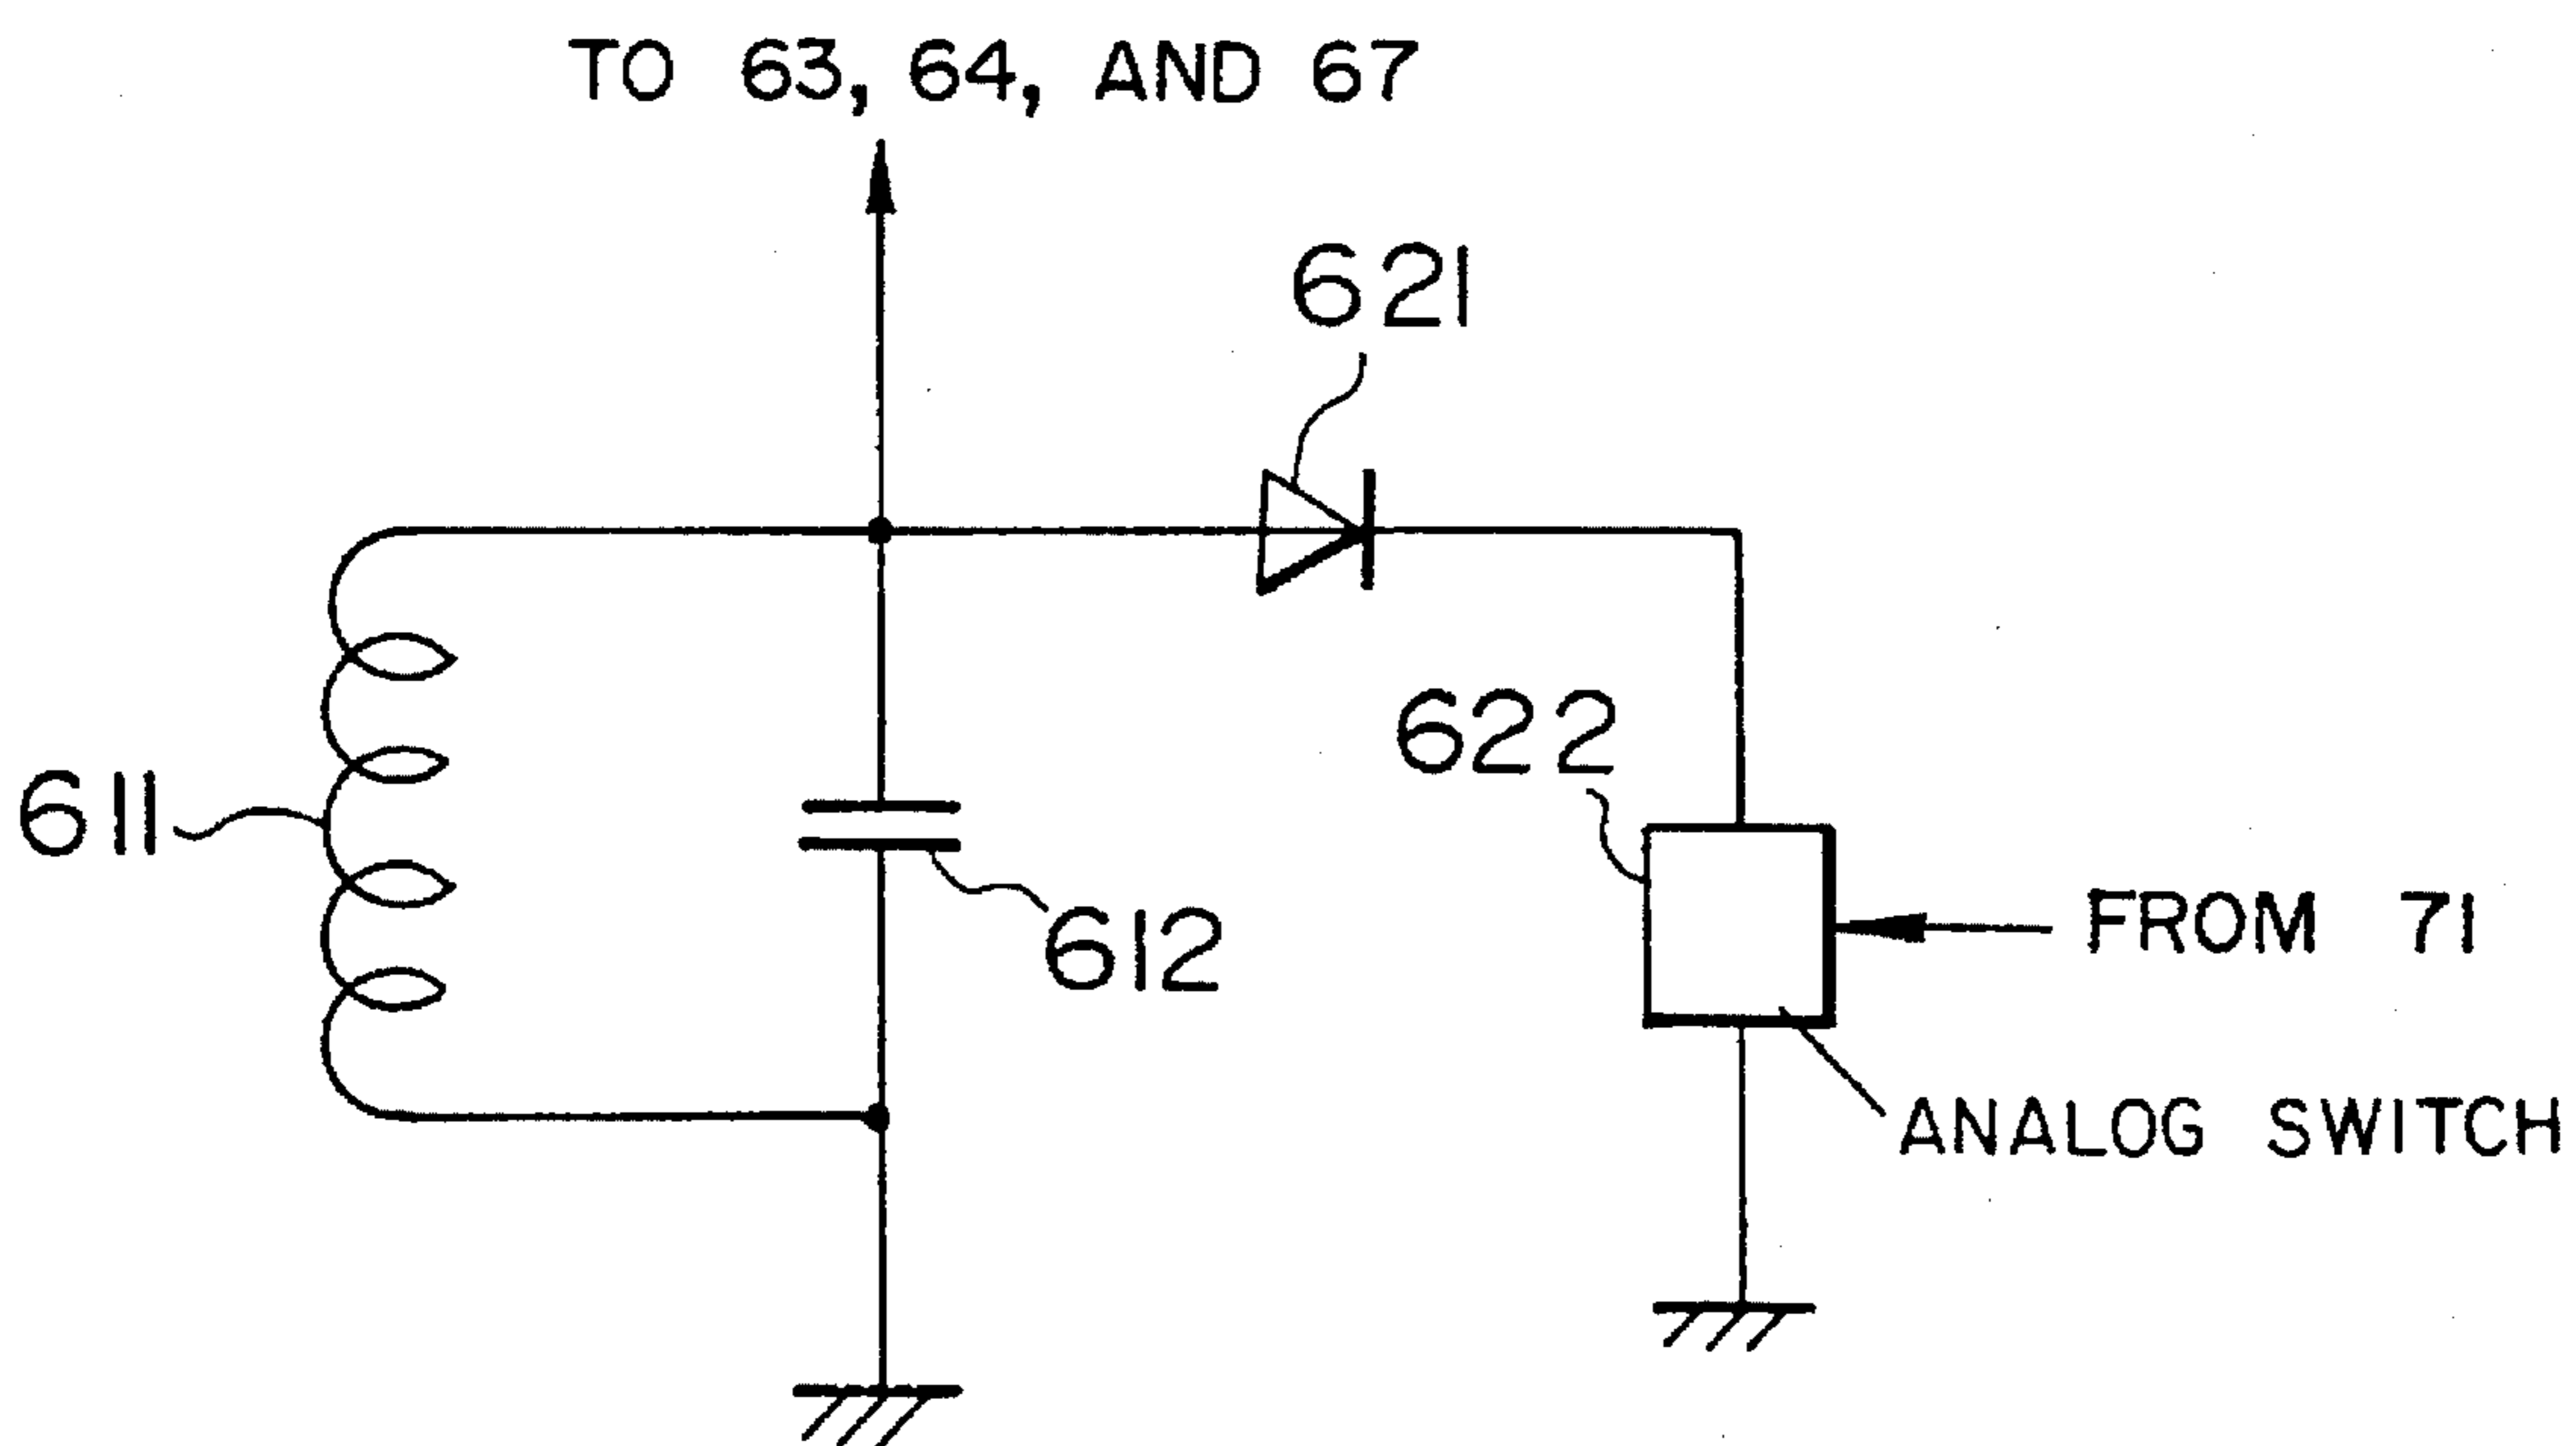 TO 63, 64, AND 67
621
622
611
612
FROM 71
ANALOG SWITCH